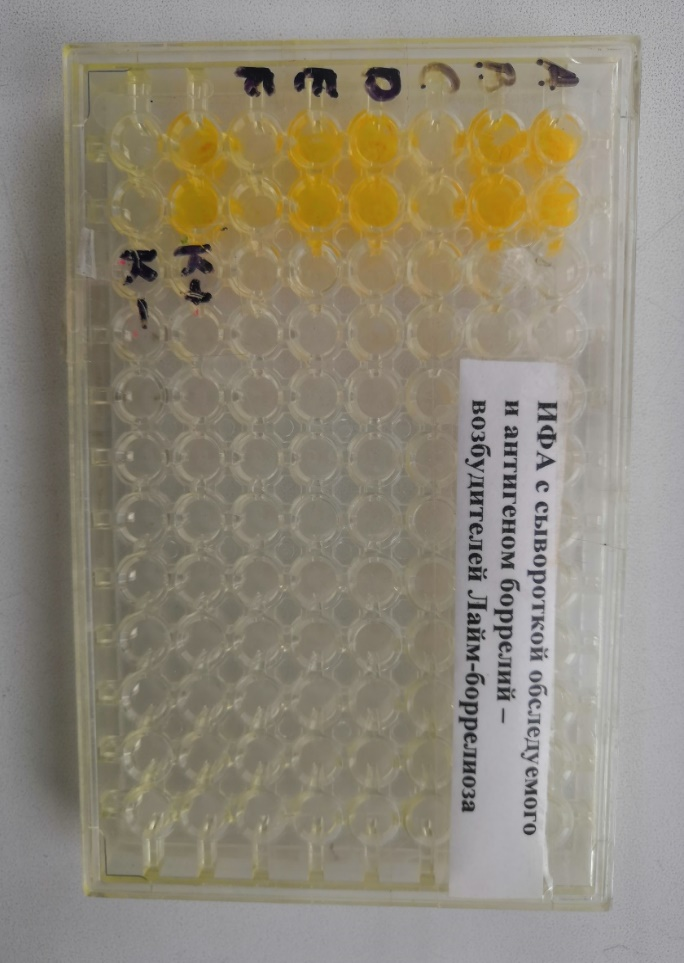 A
B
C
D
E
F
K+
K-
ИФА с сывороткой обследуемого
и антигеном боррелий –
возбудителей Лайм-боррелиоза